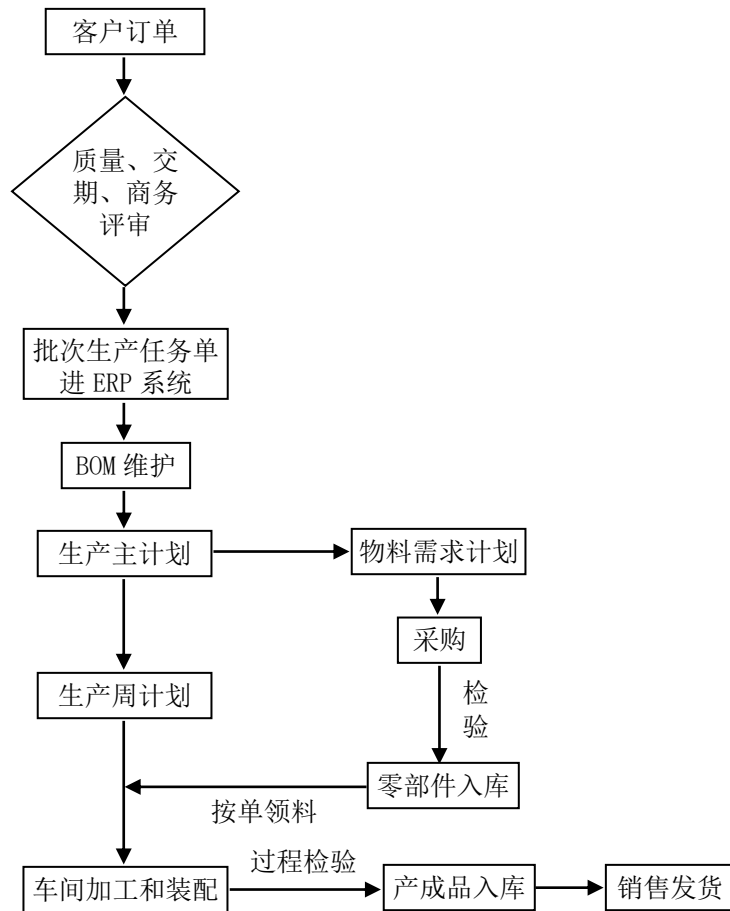 客户订单
质量、交
期、商务
评审
批次生产任务单
进 ERP 系统
BOM 维护
生产主计划
物料需求计划
采购
生产周计划
检
验
零部件入库
按单领料
过程检验
车间加工和装配
产成品入库
销售发货